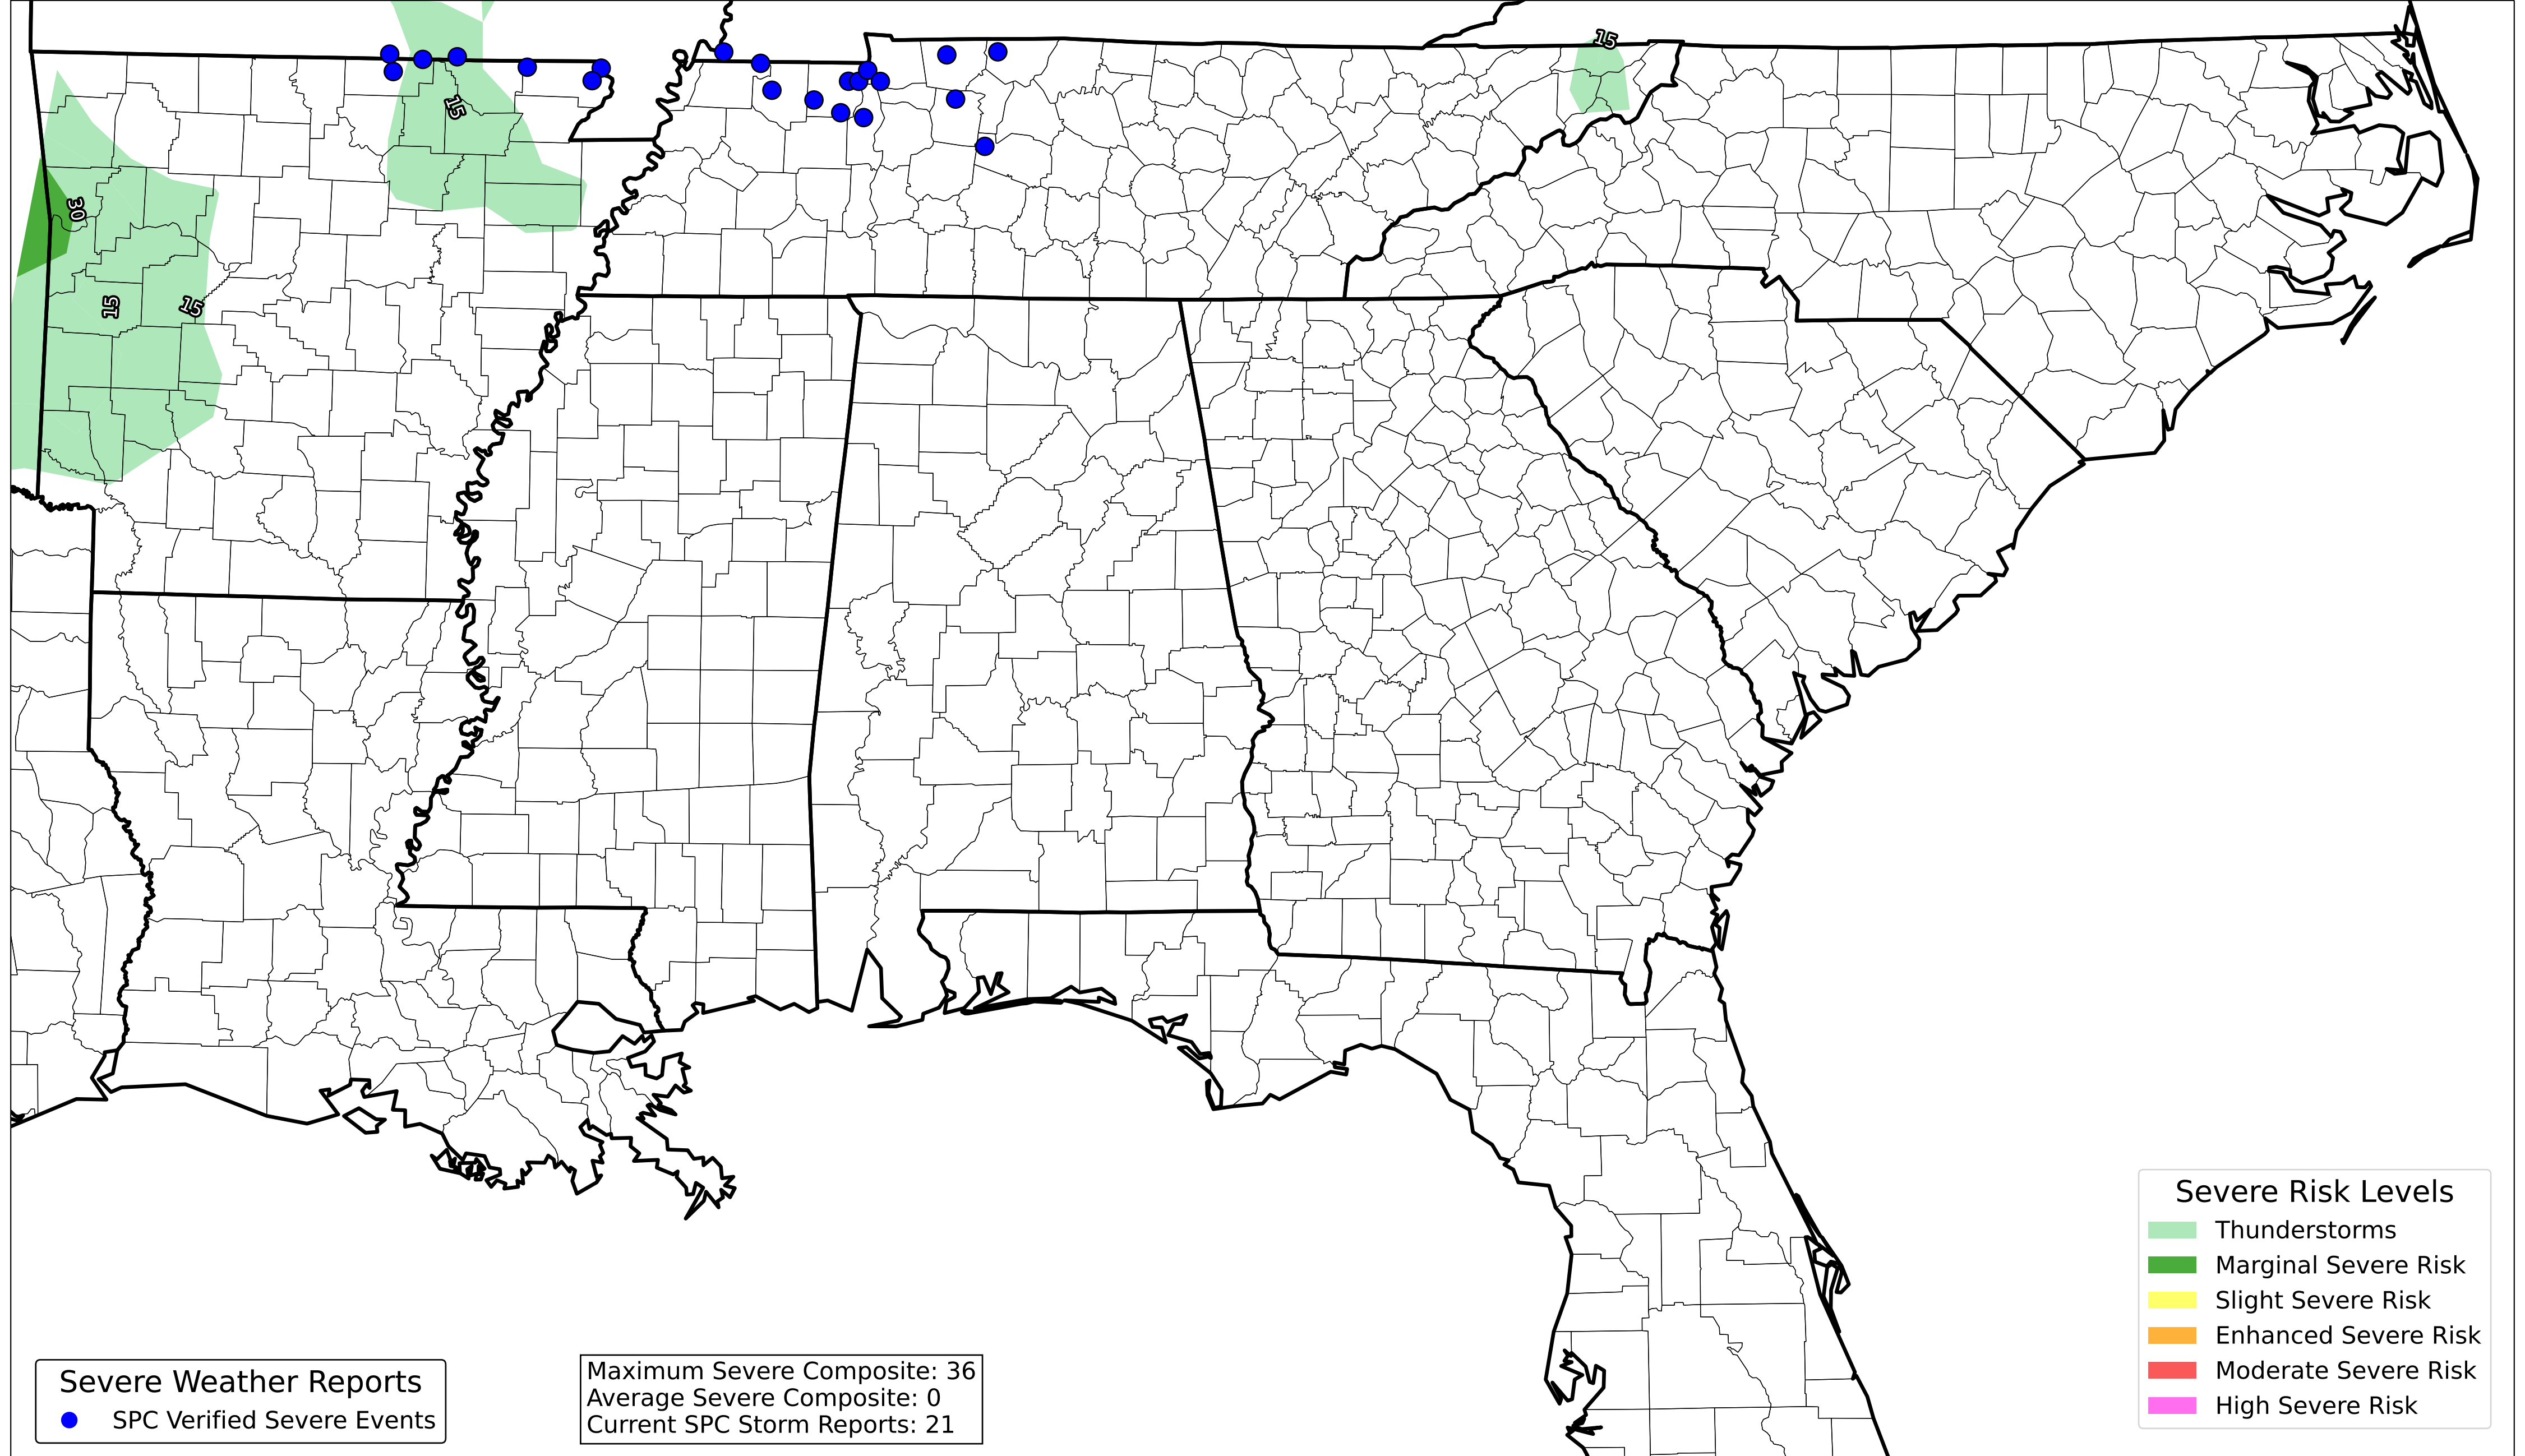 15
15
30
15
15
Severe Risk Levels
Thunderstorms
Marginal Severe Risk
Slight Severe Risk
Enhanced Severe Risk
Moderate Severe Risk
High Severe Risk
Severe Weather Reports
SPC Verified Severe Events
Maximum Severe Composite: 36
Average Severe Composite: 0
Current SPC Storm Reports: 21